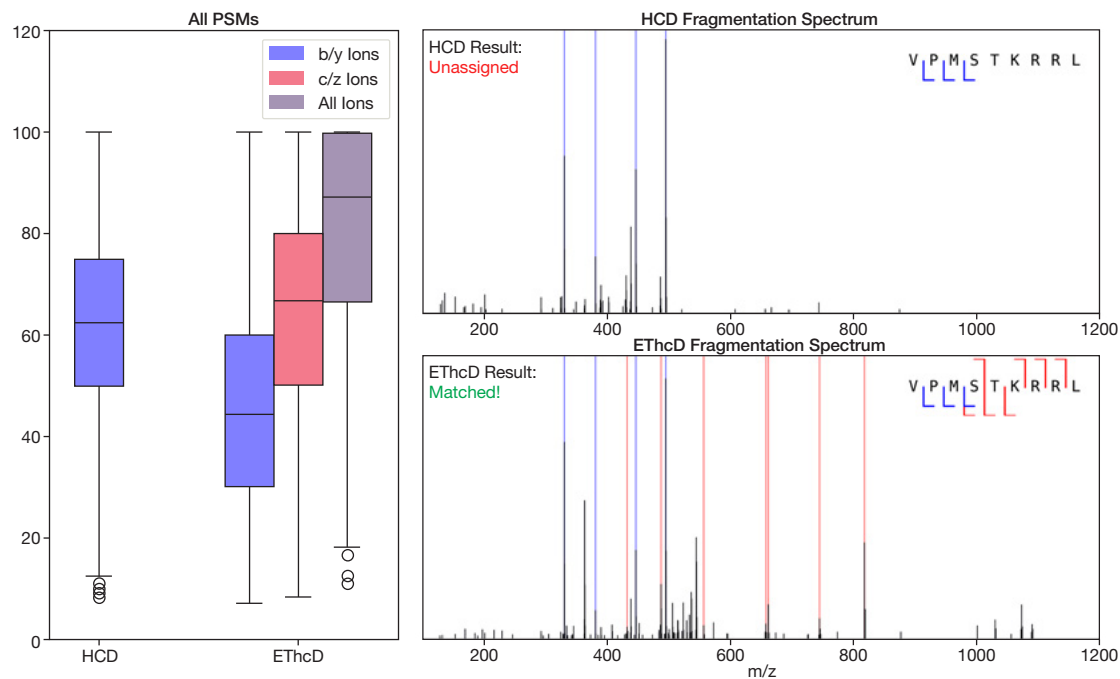 All PSMs
120
100
80
60
40
20
0
b/y Ions
c/z Ions
All Ions
HCD
EThcD
HCD Fragmentation Spectrum
HCD Result:
Unassigned
V P M S T K R R L
200
400
600
800
1000
1200
EThcD Fragmentation Spectrum
EThcD Result:
Matched!
V P M S T K R R L
200
400
600
800
1000
1200
m/z